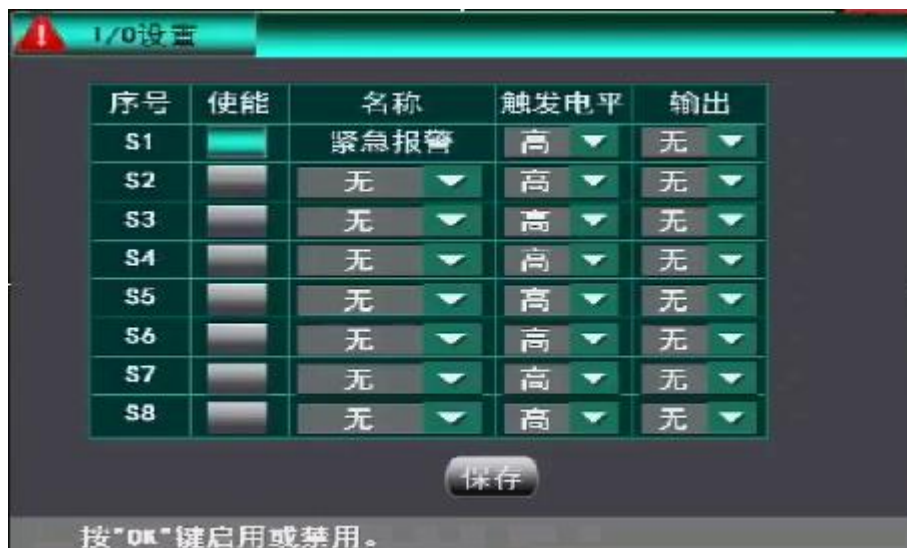 I/O设置
序号 使能 名称 触发电平 输出
S1 紧急报警 高 无
S2 无 高 无
S3 无 高 无
S4 无 高 无
S5 无 高 无
S6 无 高 无
S7 无 高 无
S8 无 高 无
保存
按"OK"键启用或禁用。